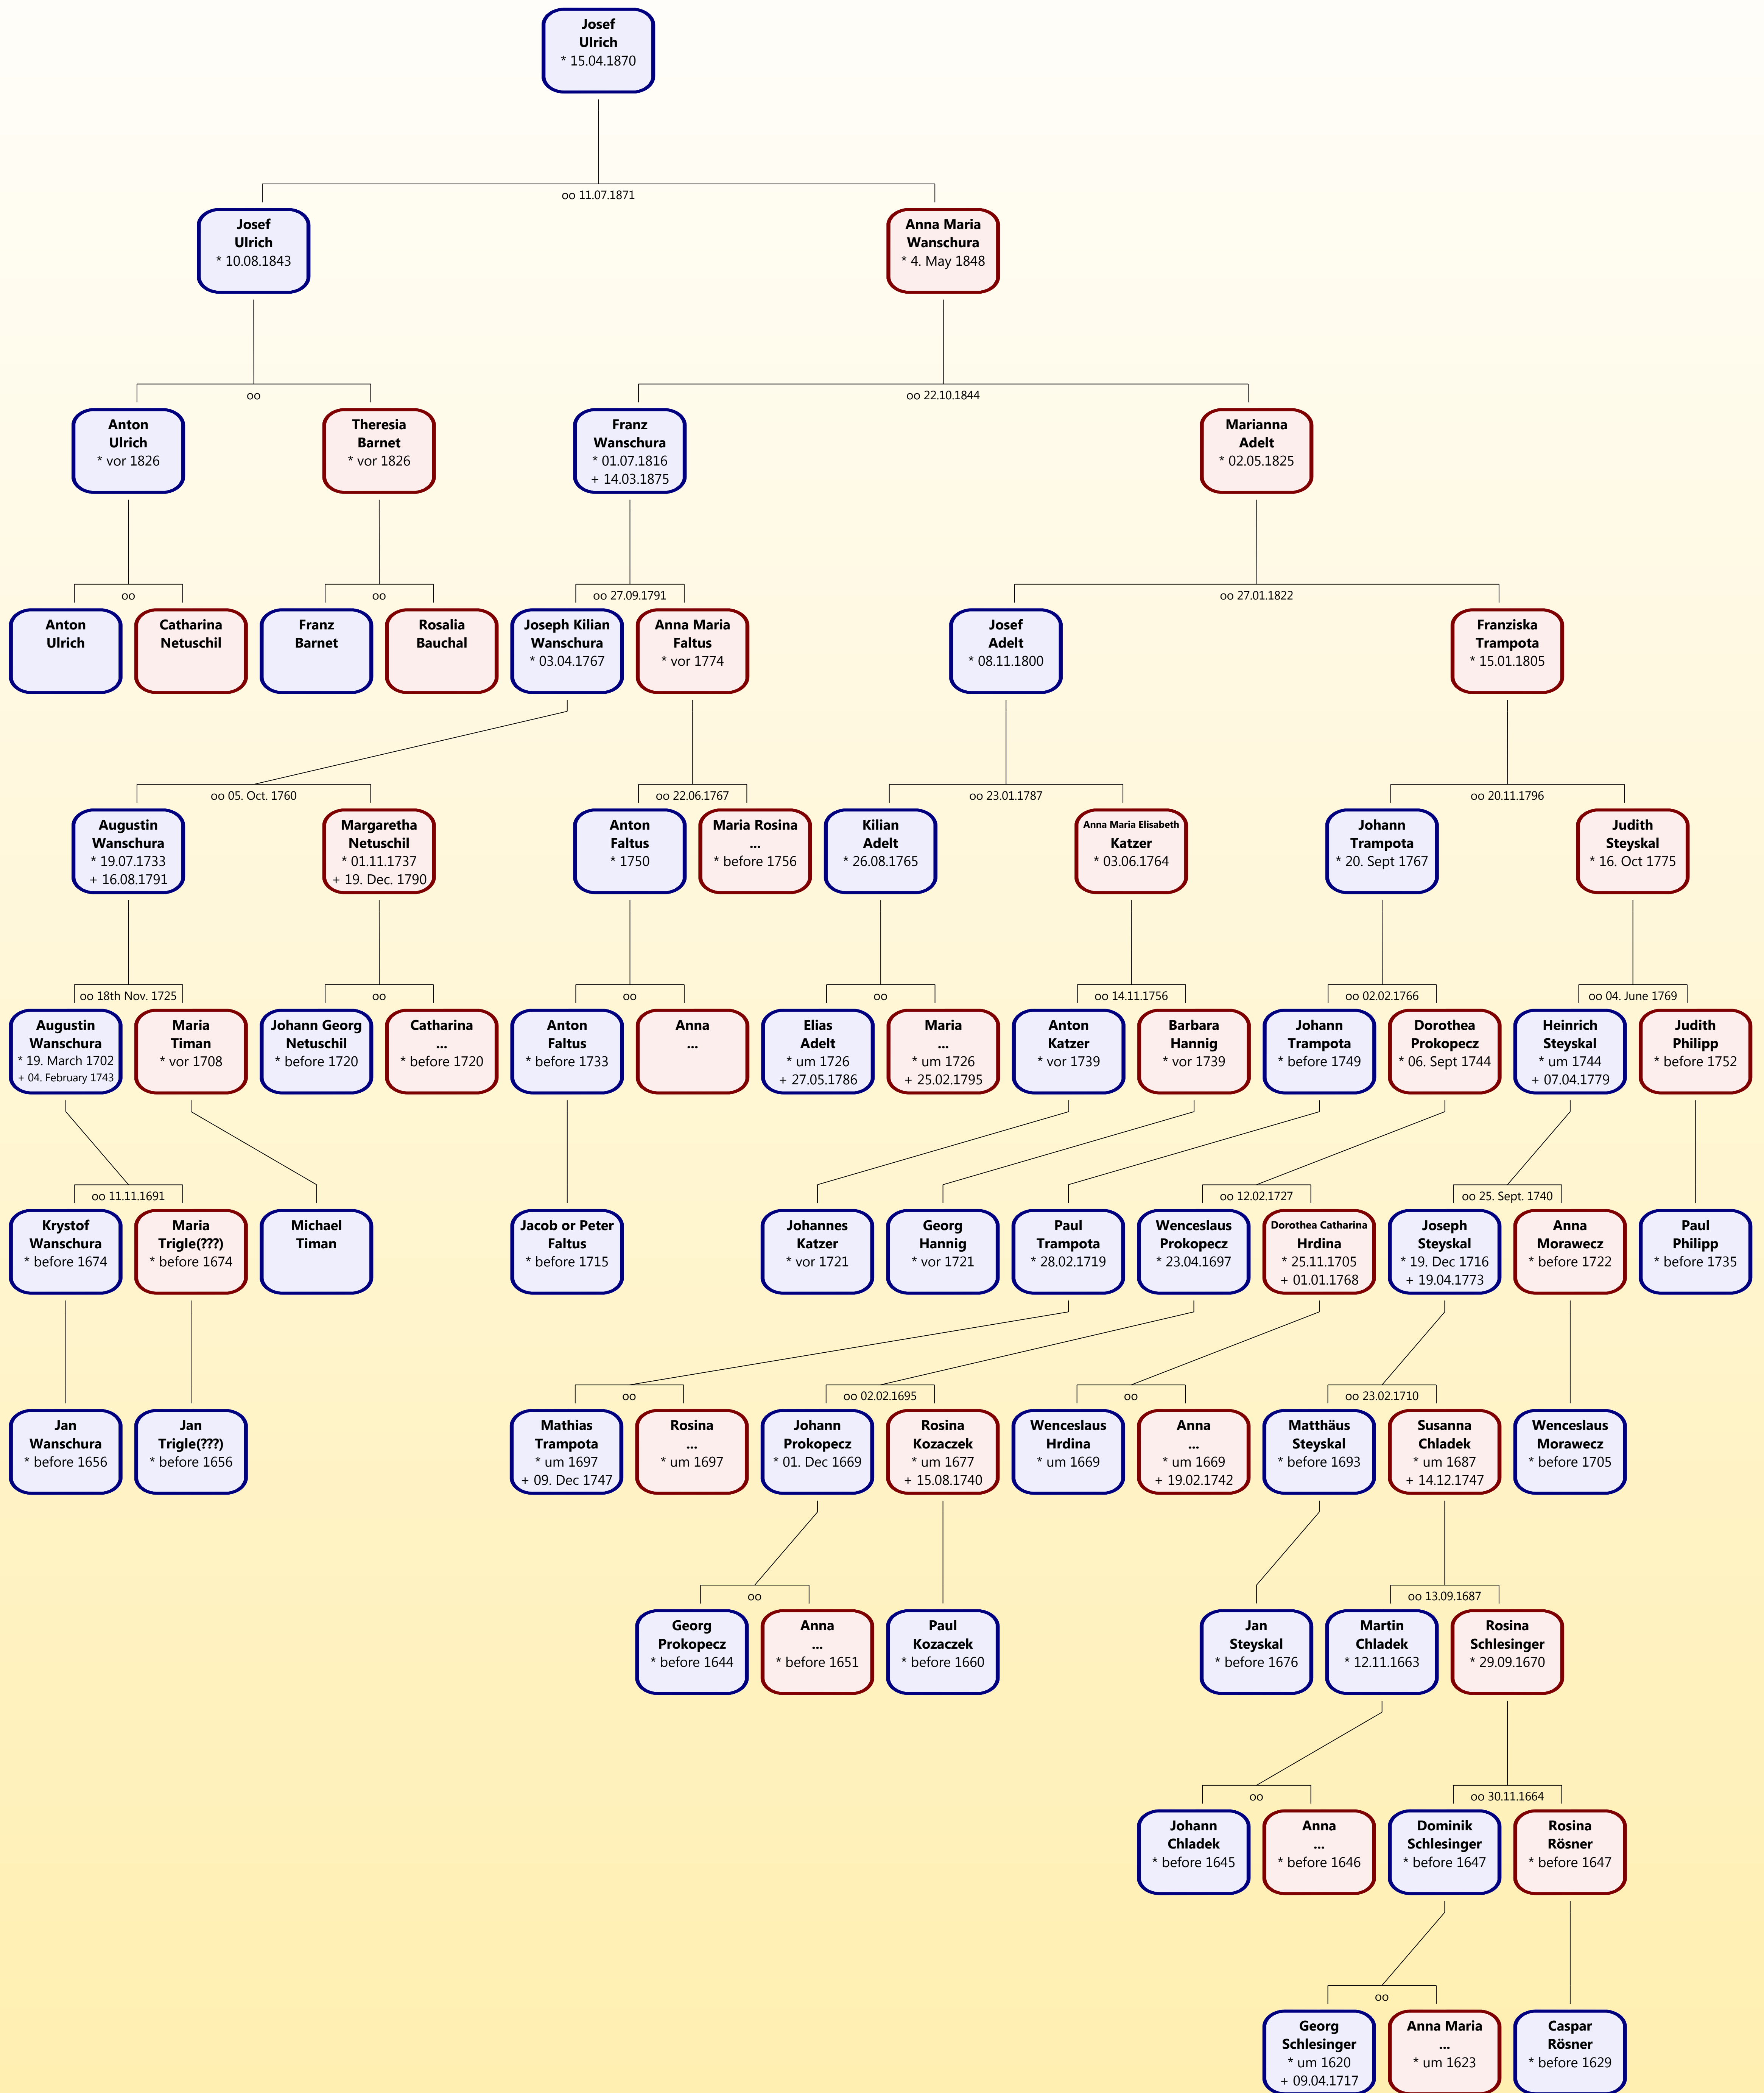 Josef
Ulrich
* 15.04.1870
oo 11.07.1871
Josef
Ulrich
* 10.08.1843
Anna Maria
Wanschura
* 4. May 1848
oo
oo 22.10.1844
Anton
Ulrich
* vor 1826
Theresia
Barnet
* vor 1826
Franz
Wanschura
* 01.07.1816
+ 14.03.1875
Marianna
Adelt
* 02.05.1825
oo
oo
oo 27.09.1791
oo 27.01.1822
Anton
Ulrich
Catharina
Netuschil
Franz
Barnet
Rosalia
Bauchal
Joseph Kilian
Wanschura
* 03.04.1767
Anna Maria
Faltus
* vor 1774
Josef
Adelt
* 08.11.1800
Franziska
Trampota
* 15.01.1805
oo 05. Oct. 1760
oo 22.06.1767
oo 23.01.1787
oo 20.11.1796
Augustin
Wanschura
* 19.07.1733
+ 16.08.1791
Margaretha
Netuschil
* 01.11.1737
+ 19. Dec. 1790
Anton
Faltus
* 1750
Maria Rosina
...
* before 1756
Kilian
Adelt
* 26.08.1765
Anna Maria Elisabeth
Katzer
* 03.06.1764
Johann
Trampota
* 20. Sept 1767
Judith
Steyskal
* 16. Oct 1775
oo 18th Nov. 1725
oo
oo
oo
oo 14.11.1756
oo 02.02.1766
oo 04. June 1769
Augustin
Wanschura
* 19. March 1702
+ 04. February 1743
Maria
Timan
* vor 1708
Johann Georg
Netuschil
* before 1720
Catharina
...
* before 1720
Anton
Faltus
* before 1733
Anna
...
Elias
Adelt
* um 1726
+ 27.05.1786
Maria
...
* um 1726
+ 25.02.1795
Anton
Katzer
* vor 1739
Barbara
Hannig
* vor 1739
Johann
Trampota
* before 1749
Dorothea
Prokopecz
* 06. Sept 1744
Heinrich
Steyskal
* um 1744
+ 07.04.1779
Judith
Philipp
* before 1752
oo 11.11.1691
oo 12.02.1727
oo 25. Sept. 1740
Krystof
Wanschura
* before 1674
Maria
Trigle(???)
* before 1674
Michael
Timan
Jacob or Peter
Faltus
* before 1715
Johannes
Katzer
* vor 1721
Georg
Hannig
* vor 1721
Paul
Trampota
* 28.02.1719
Wenceslaus
Prokopecz
* 23.04.1697
Dorothea Catharina
Hrdina
* 25.11.1705
+ 01.01.1768
Joseph
Steyskal
* 19. Dec 1716
+ 19.04.1773
Anna
Morawecz
* before 1722
Paul
Philipp
* before 1735
oo
oo 02.02.1695
oo
oo 23.02.1710
Jan
Wanschura
* before 1656
Jan
Trigle(???)
* before 1656
Mathias
Trampota
* um 1697
+ 09. Dec 1747
Rosina
...
* um 1697
Johann
Prokopecz
* 01. Dec 1669
Rosina
Kozaczek
* um 1677
+ 15.08.1740
Wenceslaus
Hrdina
* um 1669
Anna
...
* um 1669
+ 19.02.1742
Matthäus
Steyskal
* before 1693
Susanna
Chladek
* um 1687
+ 14.12.1747
Wenceslaus
Morawecz
* before 1705
oo
oo 13.09.1687
Georg
Prokopecz
* before 1644
Anna
...
* before 1651
Paul
Kozaczek
* before 1660
Jan
Steyskal
* before 1676
Martin
Chladek
* 12.11.1663
Rosina
Schlesinger
* 29.09.1670
oo
oo 30.11.1664
Johann
Chladek
* before 1645
Anna
...
* before 1646
Dominik
Schlesinger
* before 1647
Rosina
Rösner
* before 1647
oo
Georg
Schlesinger
* um 1620
+ 09.04.1717
Anna Maria
...
* um 1623
Caspar
Rösner
* before 1629